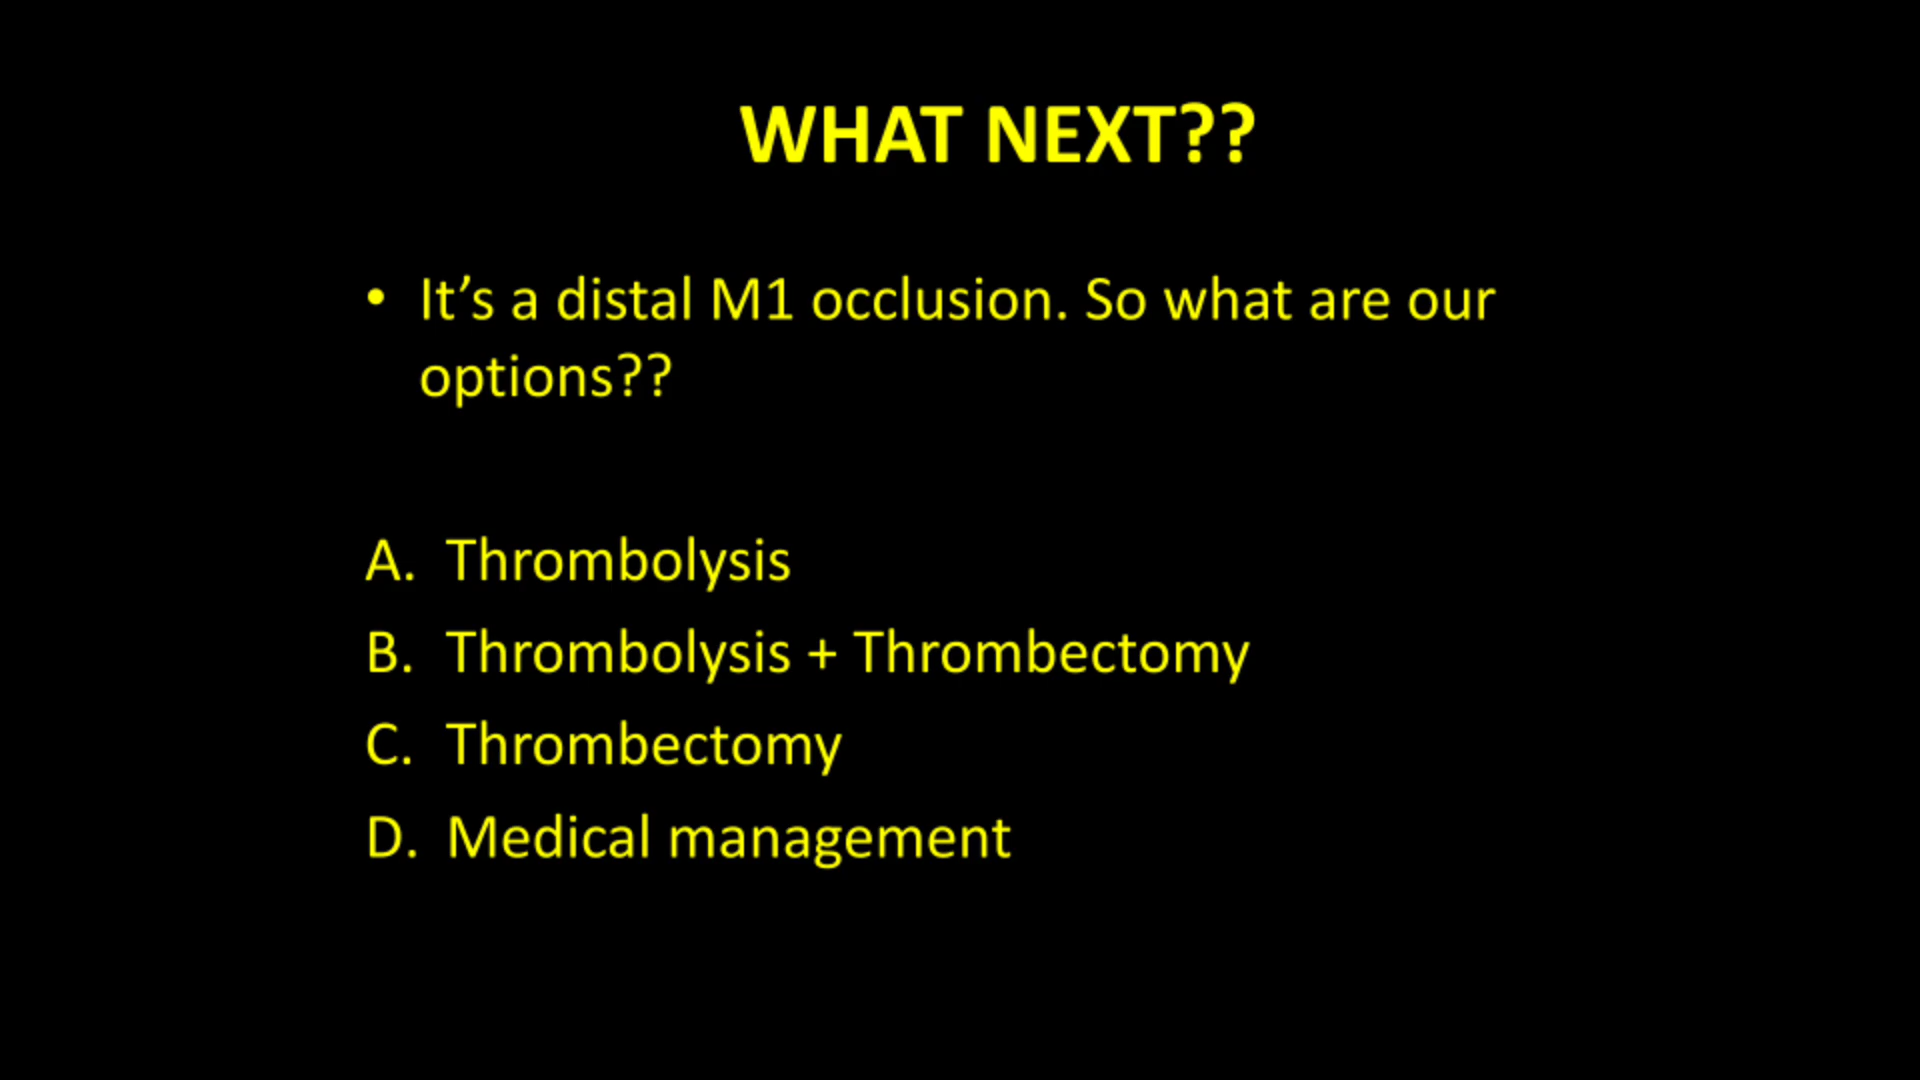 WHAT NEXT??
• It’s a distal M1 occlusion. So what are our
options??
A. Thrombolysis
B. Thrombolysis + Thrombectomy
C. Thrombectomy
D. Medical management